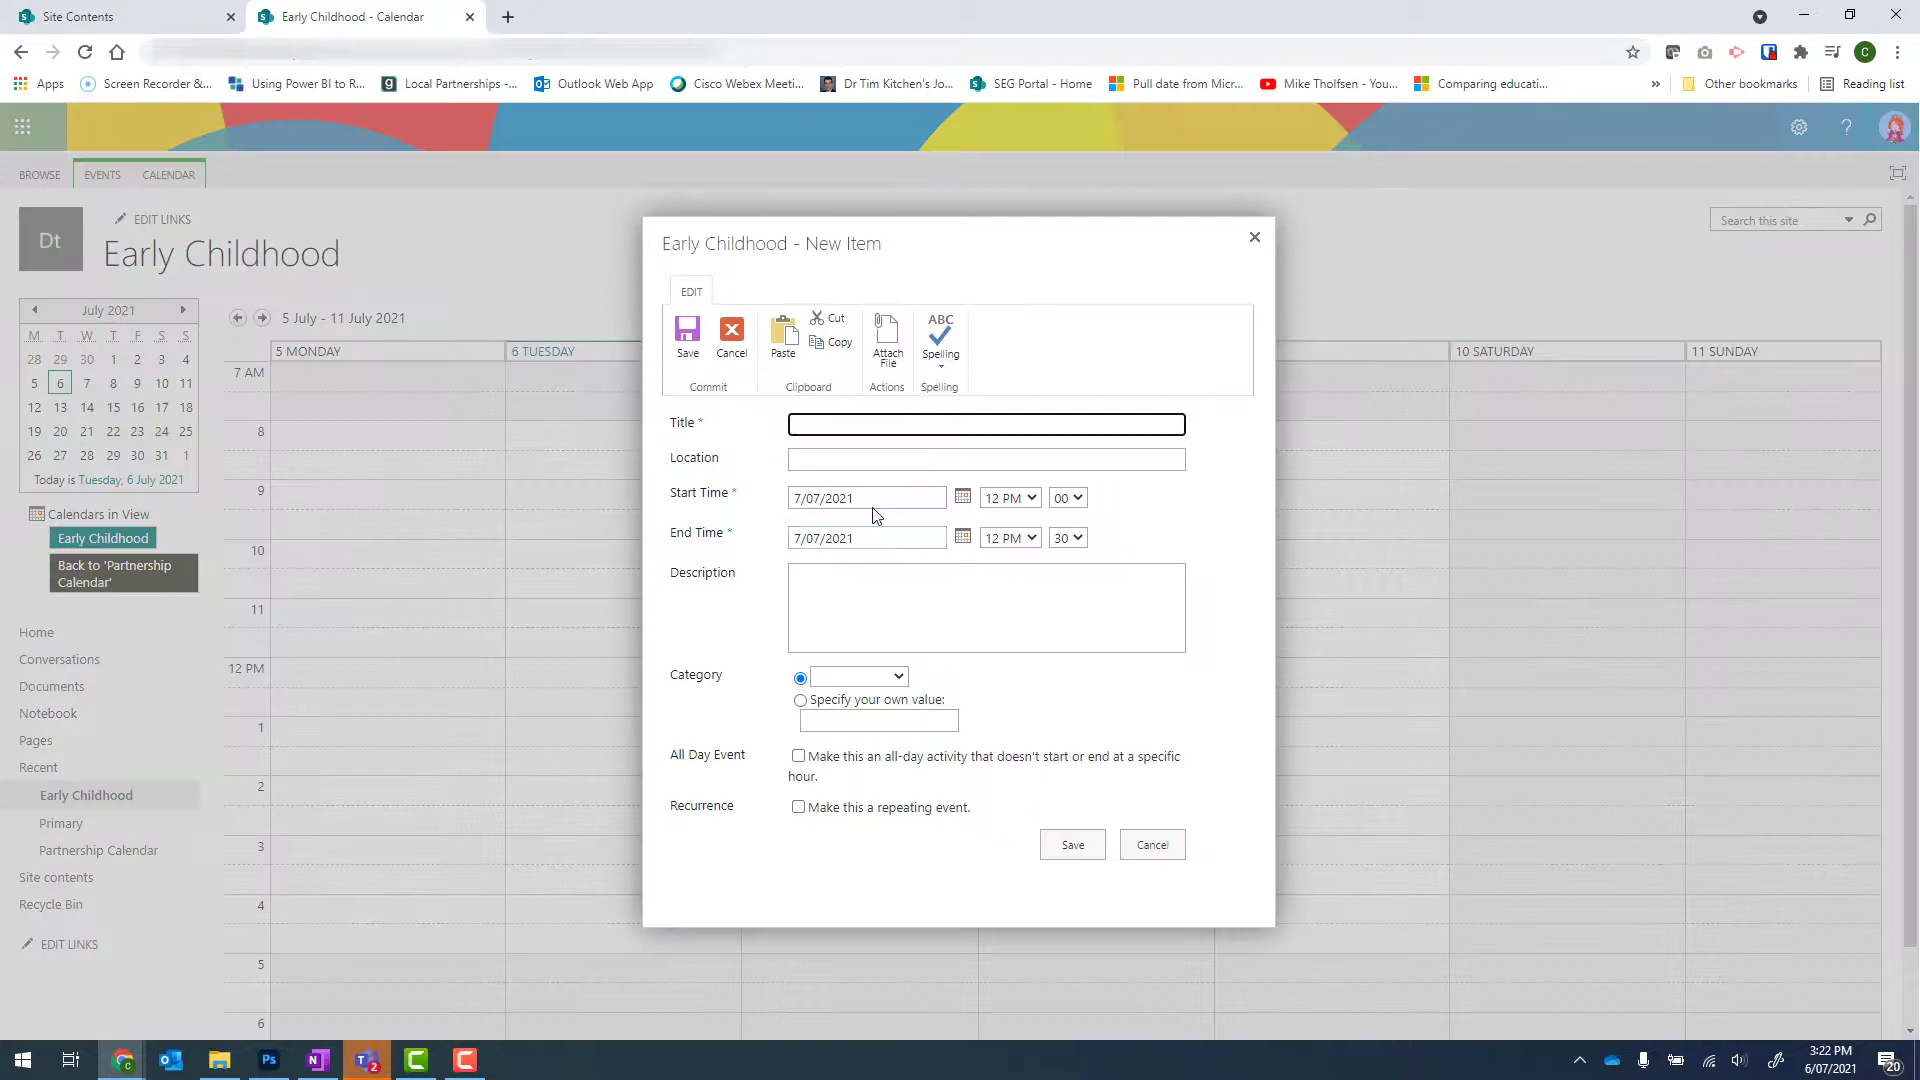 Site Contents
Early Childhood - Calendar
C
Apps
Screen Recorder &...
Using Power BI to R...
Local Partnerships -...
Outlook Web App
Cisco Webex Meeti...
Dr Tim Kitchen's Jo...
SEG Portal - Home
Pull date from Micr...
Mike Tholfsen - You...
Comparing educati...
»
Other bookmarks
Reading list
BROWSE
EVENTS
CALENDAR
Dt
EDIT LINKS
Early Childhood
Search this site
July 2021
M T W T F S S
28 29 30 1 2 3 4
5 6 7 8 9 10 11
12 13 14 15 16 17 18
19 20 21 22 23 24 25
26 27 28 29 30 31 1
Today is Tuesday, 6 July 2021
Calendars in View
Early Childhood
Back to 'Partnership
Calendar'
Home
Conversations
Documents
Notebook
Pages
Recent
Early Childhood
Primary
Partnership Calendar
Site contents
Recycle Bin
EDIT LINKS
5 July - 11 July 2021
5 MONDAY
6 TUESDAY
10 SATURDAY
11 SUNDAY
7 AM
8
9
10
11
12 PM
1
2
3
4
5
6
Early Childhood - New Item
EDIT
Save
Cancel
Commit
Paste
Cut
Copy
Clipboard
Attach
File
Actions
ABC
Spelling
Spelling
Title *
Location
Start Time *
7/07/2021
12 PM
00
End Time *
7/07/2021
12 PM
30
Description
Category
Specify your own value:
All Day Event
Make this an all-day activity that doesn't start or end at a specific
hour.
Recurrence
Make this a repeating event.
Save
Cancel
3:22 PM
6/07/2021
20